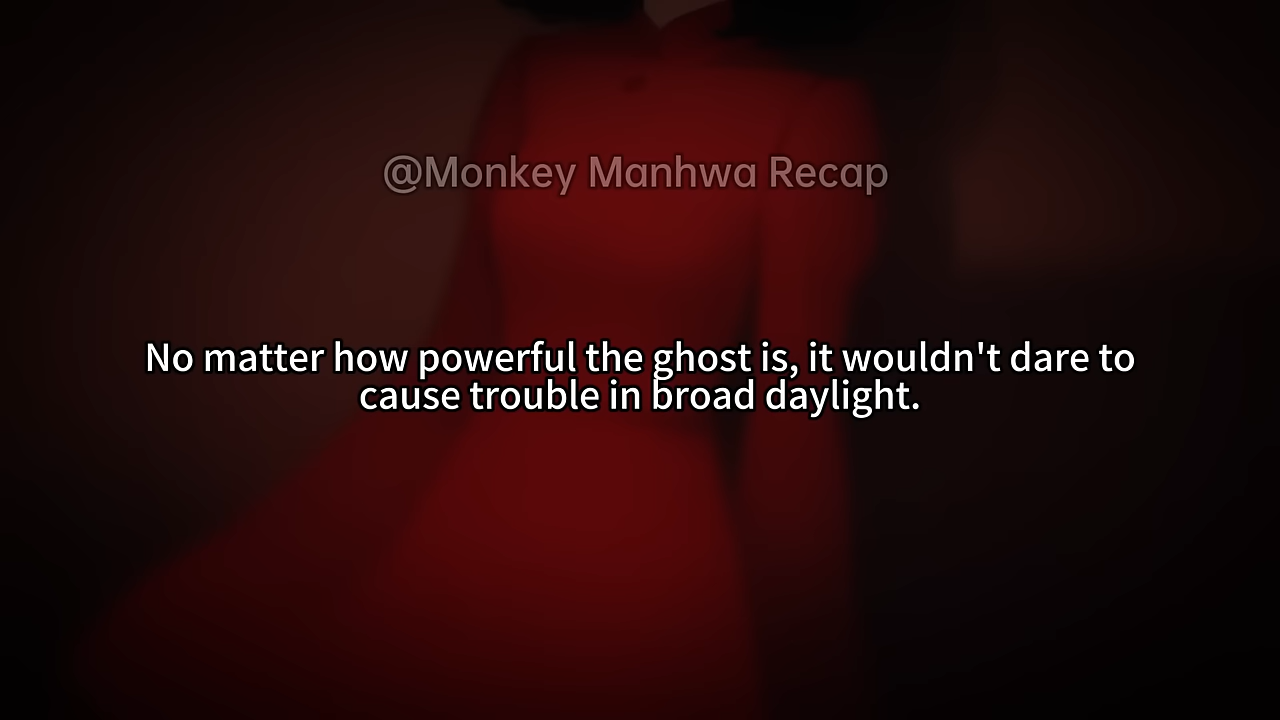 @Monkey Manhwa Recap
No matter how powerful the ghost is, it wouldn't dare to
cause trouble in broad daylight.